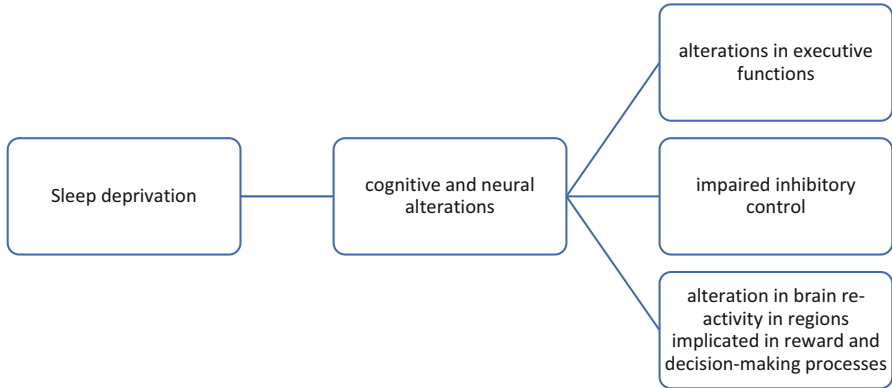 Sleep deprivation
cognitive and neural
alterations
alterations in executive
functions
impaired inhibitory
control
alteration in brain re-
activity in regions
implicated in reward and
decision-making processes